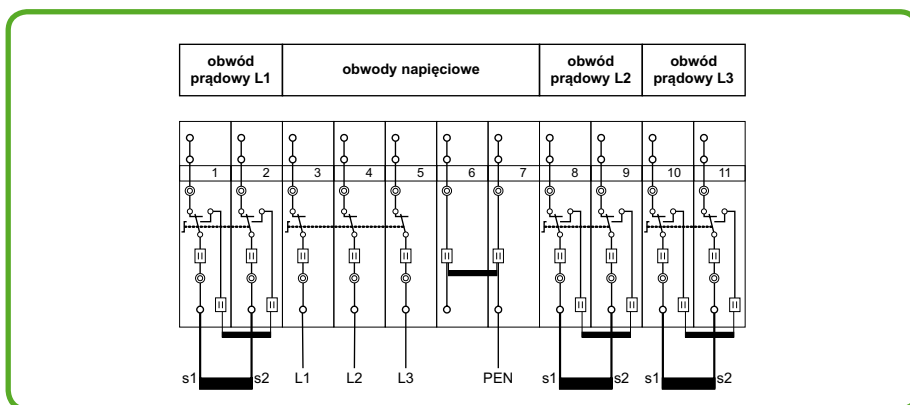 obwód prądowy L1
obwody napięciowe
obwód prądowy L2
obwód prądowy L3
1 2 3 4 5 6 7 8 9 10 11
s1 s2 L1 L2 L3 PEN s1 s2 s1 s2